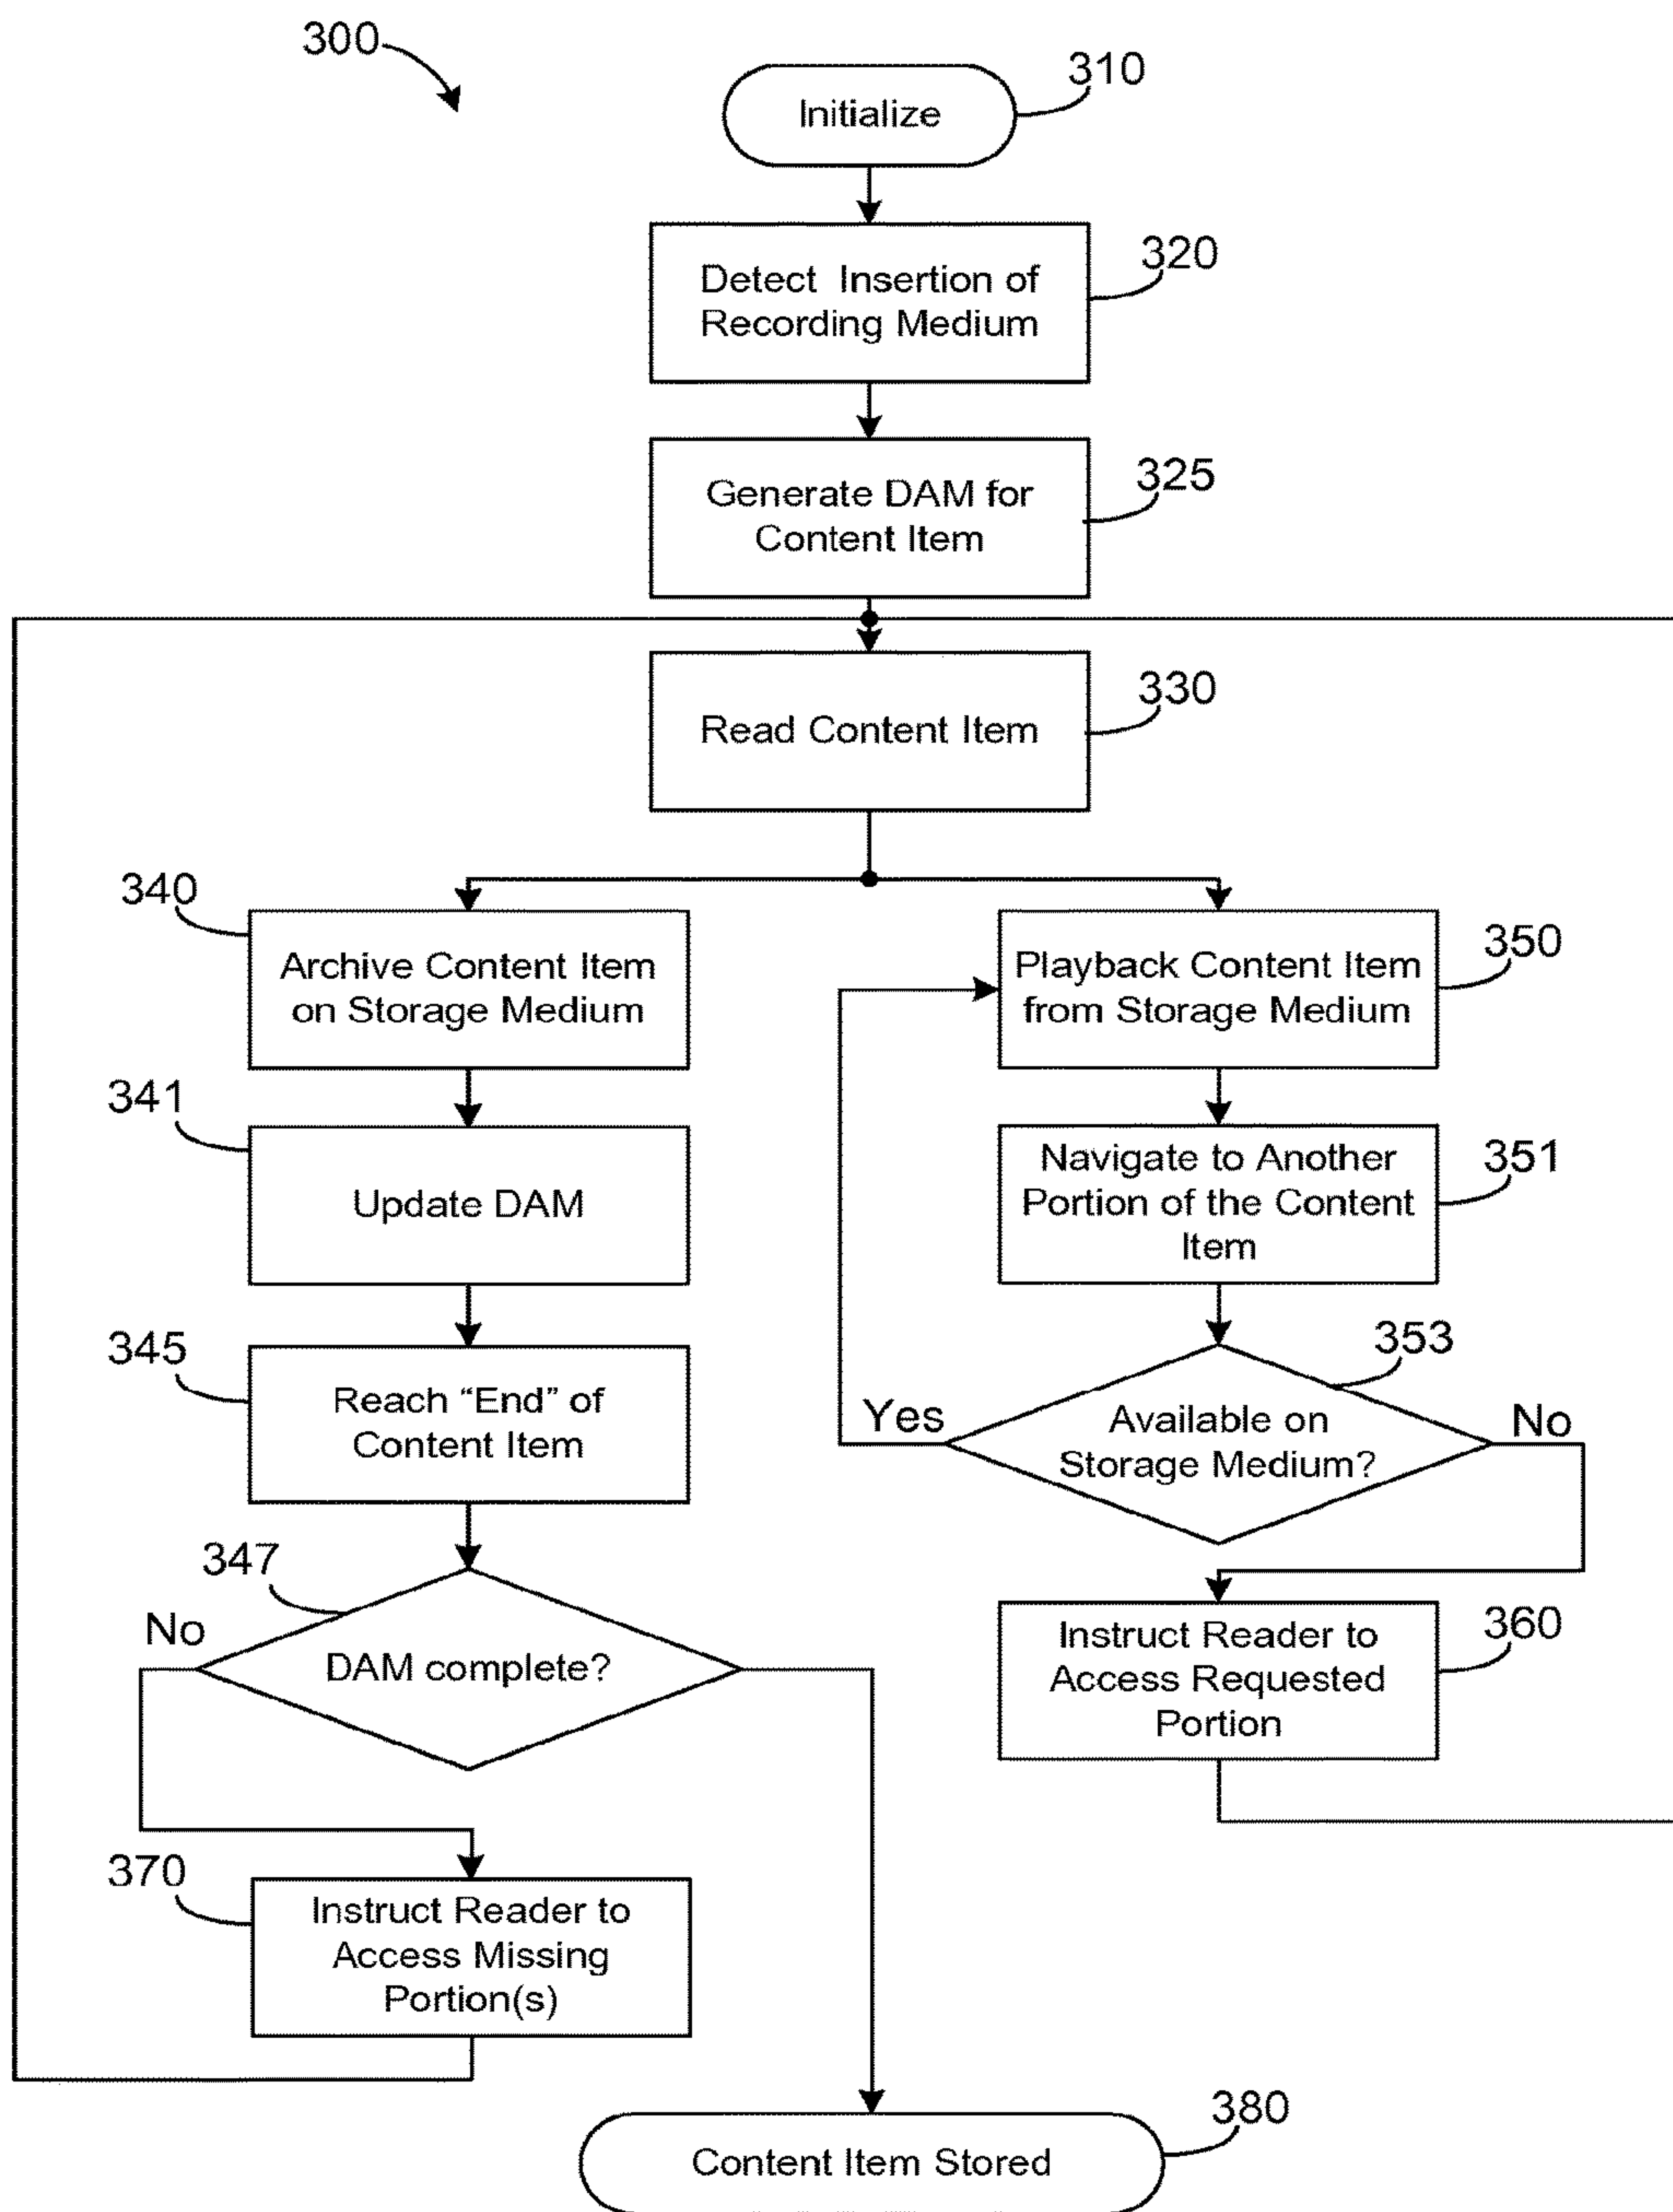 300
310
Initialize
320
Detect Insertion of
Recording Medium
325
Generate DAM for
Content Item
330
Read Content Item
340
Archive Content Item
on Storage Medium
350
Playback Content Item
from Storage Medium
341
Update DAM
351
Navigate to Another
Portion of the Content
Item
345
Reach “End” of
Content Item
353
Yes
Available on
Storage Medium?
No
347
No
DAM complete?
360
Instruct Reader to
Access Requested
Portion
370
Instruct Reader to
Access Missing
Portion(s)
380
Content Item Stored